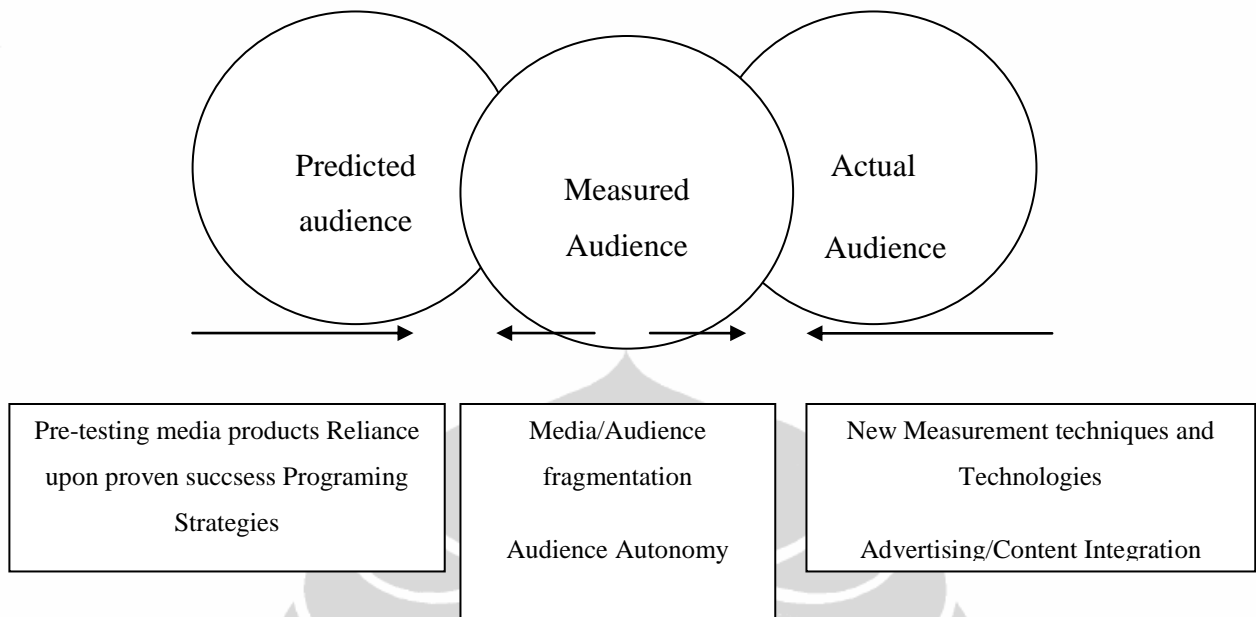 Predicted
audience
Measured
Audience
Actual
Audience
Pre-testing media products Reliance
upon proven succsess Programing
Strategies
Media/Audience
fragmentation
Audience Autonomy
New Measurement techniques and
Technologies
Advertising/Content Integration